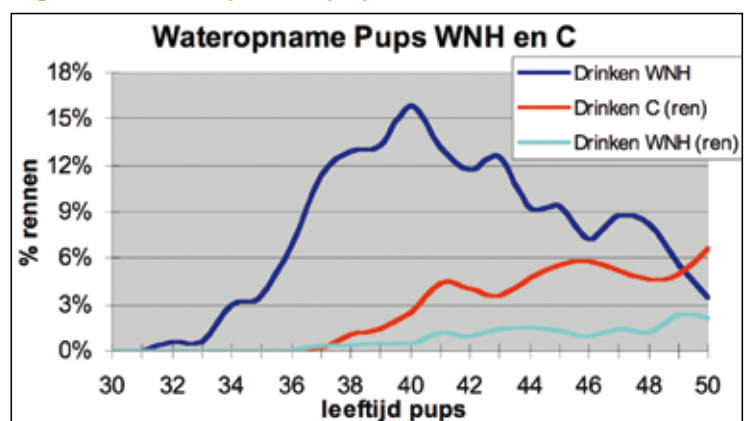 Wateropname Pups WNH en C
18%
15%
12%
9%
6%
3%
0%
% rennen
Drinken WNH
Drinken C (ren)
Drinken WNH (ren)
30 32 34 36 38 40 42 44 46 48 50
leeftijd pups